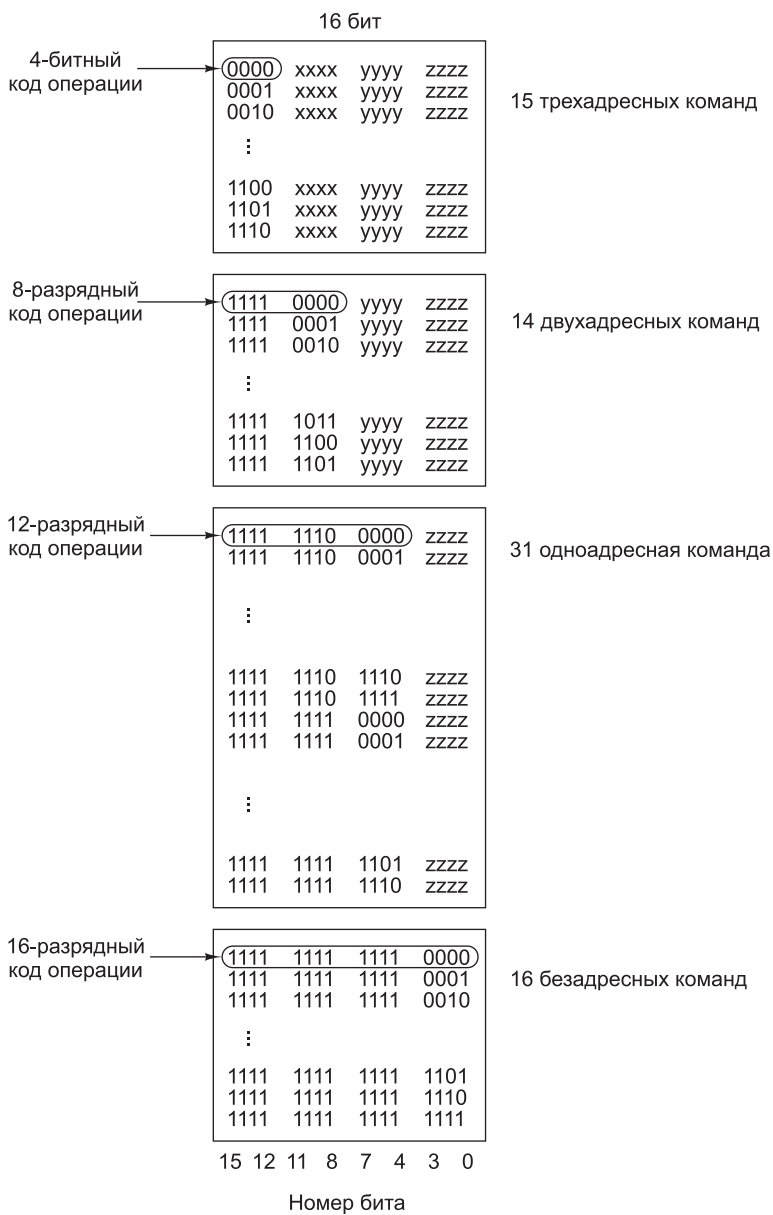 16 бит
4-битный
код операции
0000 xxxx yyyy zzzz
0001 xxxx yyyy zzzz
0010 xxxx yyyy zzzz
⋮
1100 xxxx yyyy zzzz
1101 xxxx yyyy zzzz
1110 xxxx yyyy zzzz
15 трехадресных команд
8-разрядный
код операции
1111 0000 yyyy zzzz
1111 0001 yyyy zzzz
1111 0010 yyyy zzzz
⋮
1111 1011 yyyy zzzz
1111 1100 yyyy zzzz
1111 1101 yyyy zzzz
14 двухадресных команд
12-разрядный
код операции
1111 1110 0000 zzzz
1111 1110 0001 zzzz
⋮
1111 1110 1110 zzzz
1111 1110 1111 zzzz
1111 1111 0000 zzzz
1111 1111 0001 zzzz
⋮
1111 1111 1101 zzzz
1111 1111 1110 zzzz
31 одноадресная команда
16-разрядный
код операции
1111 1111 1111 0000
1111 1111 1111 0001
1111 1111 1111 0010
⋮
1111 1111 1111 1101
1111 1111 1111 1110
1111 1111 1111 1111
16 безадресных команд
15 12 11 8 7 4 3 0
Номер бита